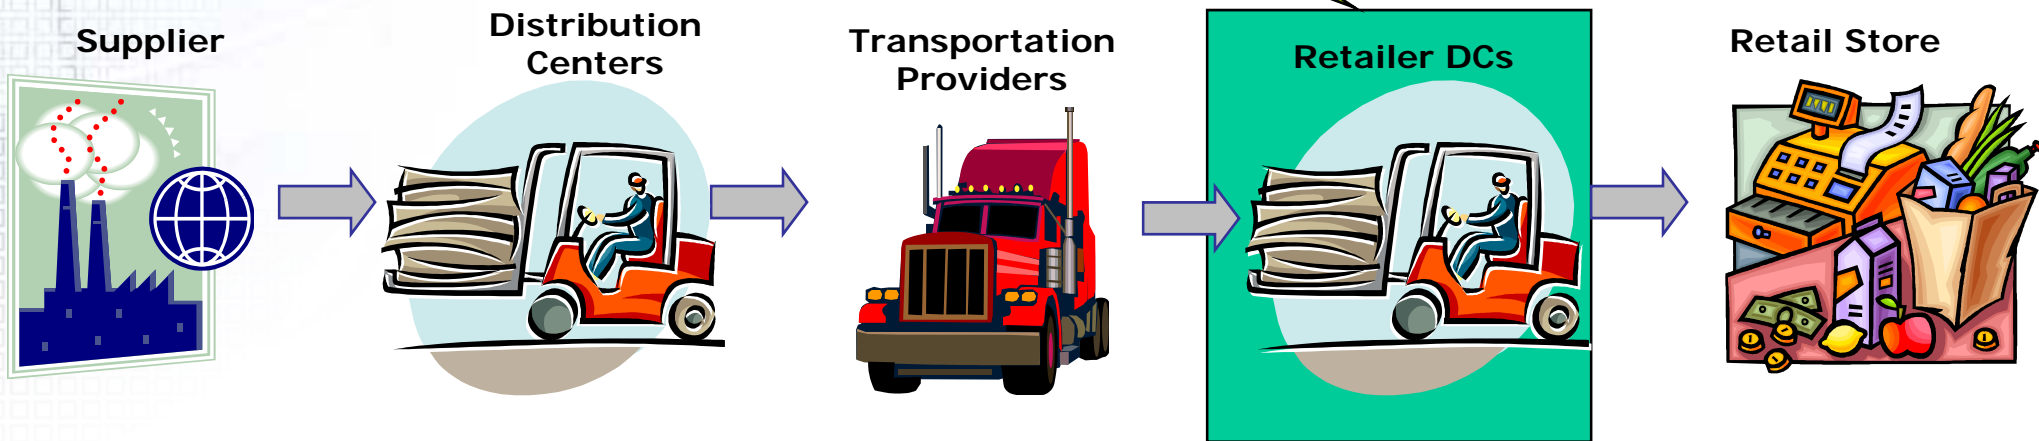 Supplier
Distribution
Centers
Transportation
Providers
Retailer DCs
Retail Store